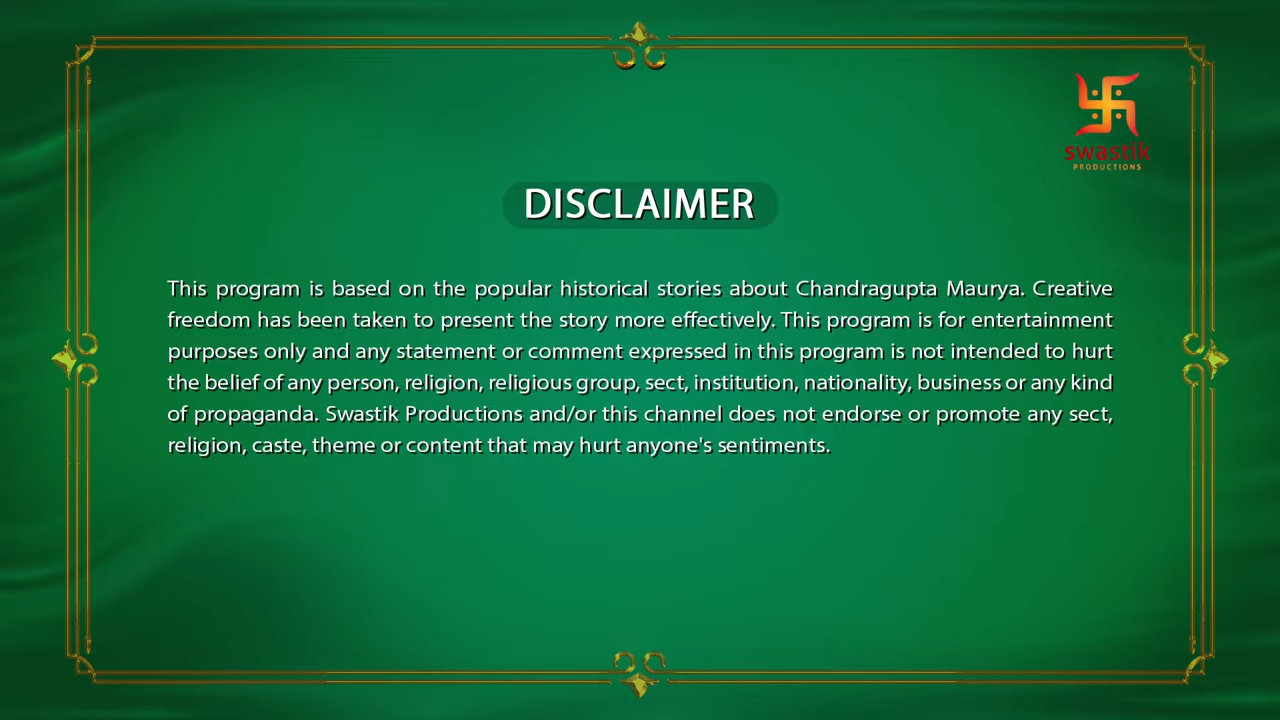 swastik
PRODUCTIONS
DISCLAIMER
This program is based on the popular historical stories about Chandragupta Maurya. Creative
freedom has been taken to present the story more effectively. This program is for entertainment
purposes only and any statement or comment expressed in this program is not intended to hurt
the belief of any person, religion, religious group, sect, institution, nationality, business or any kind
of propaganda. Swastik Productions and/or this channel does not endorse or promote any sect,
religion, caste, theme or content that may hurt anyone's sentiments.